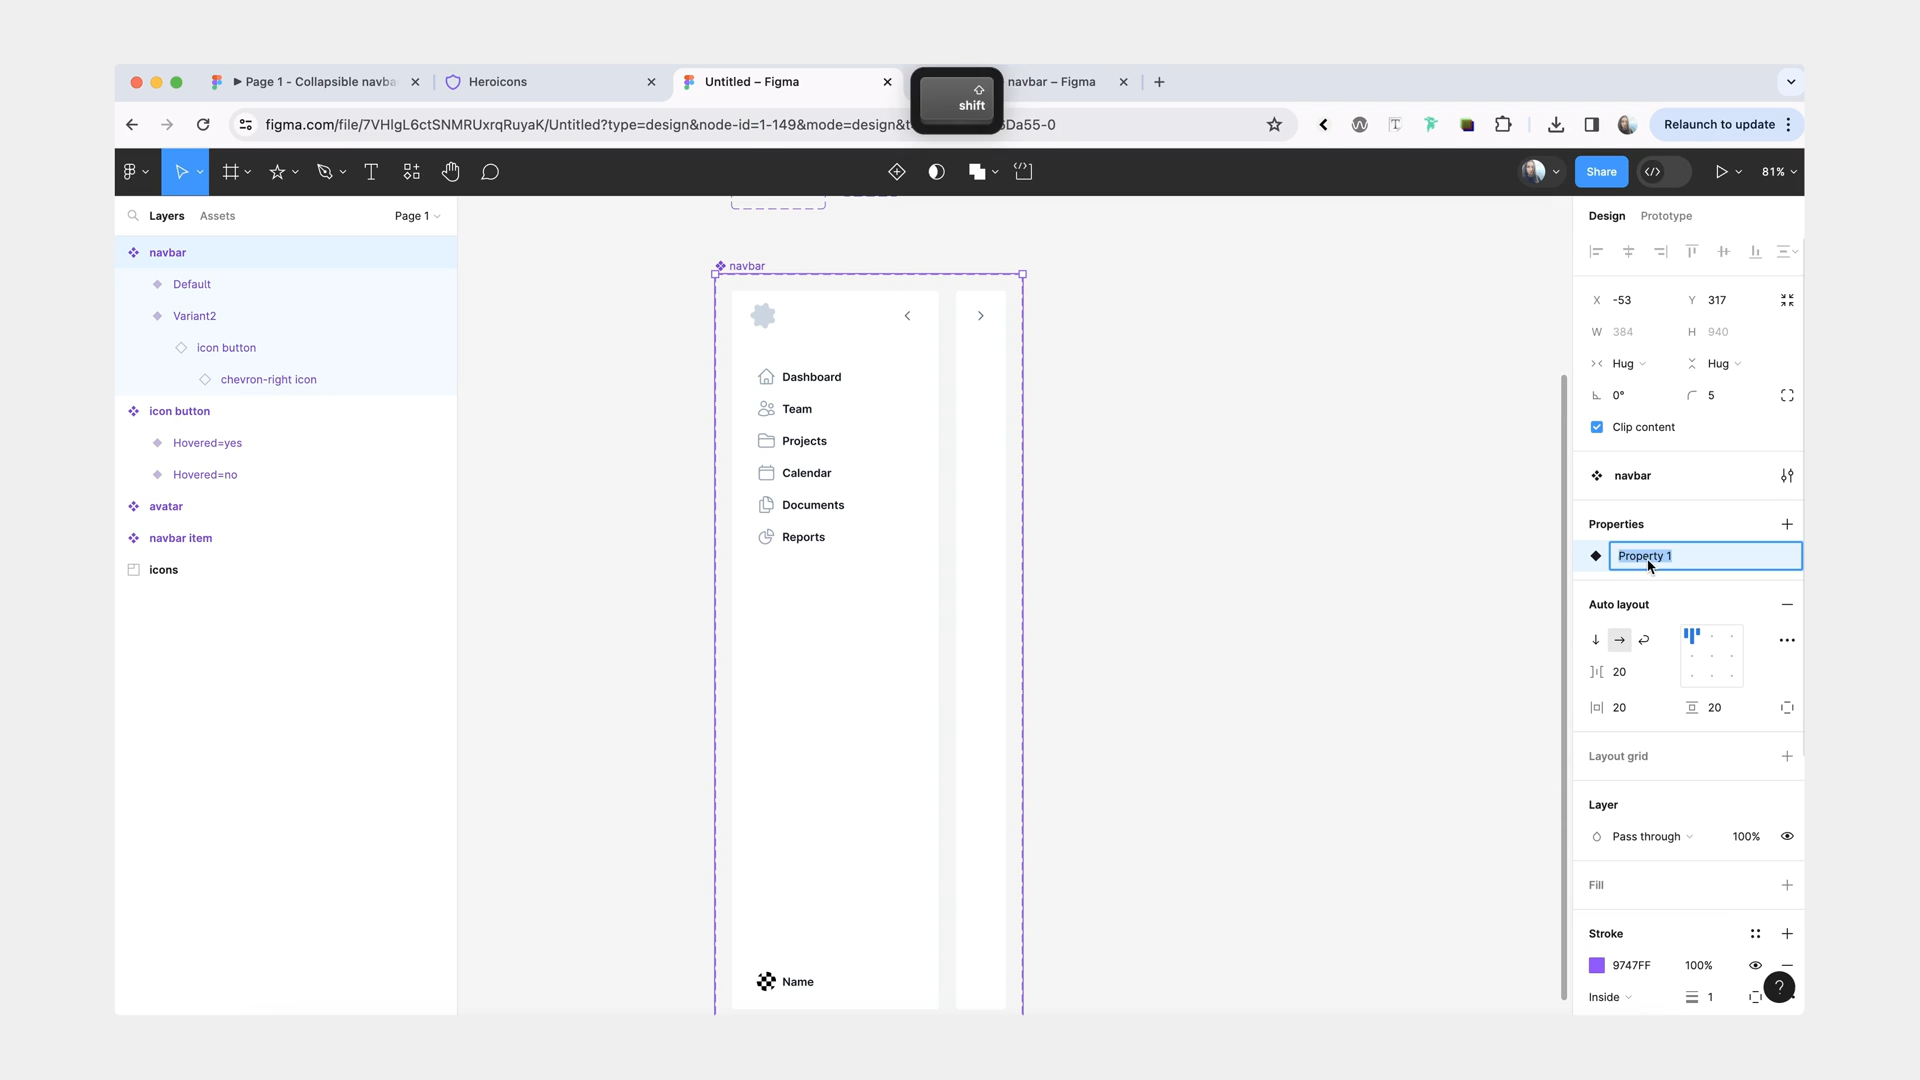 Page 1 - Collapsible navba
Heroicons
Untitled – Figma
navbar – Figma
shift
figma.com/file/7VHlgL6ctSNMRUxrqRuyaK/Untitled?type=design&node-id=1-149&mode=design&t
Da55-0
Relaunch to update
Share
81%
Layers
Assets
Page 1
navbar
Default
Variant2
icon button
chevron-right icon
icon button
Hovered=yes
Hovered=no
avatar
navbar item
icons
navbar
Dashboard
Team
Projects
Calendar
Documents
Reports
Name
Design
Prototype
X -53
Y 317
W 384
H 940
Hug
Hug
0°
5
Clip content
navbar
Properties
Property 1
Auto layout
20
20
20
Layout grid
Layer
Pass through
100%
Fill
Stroke
9747FF
100%
Inside
1
?